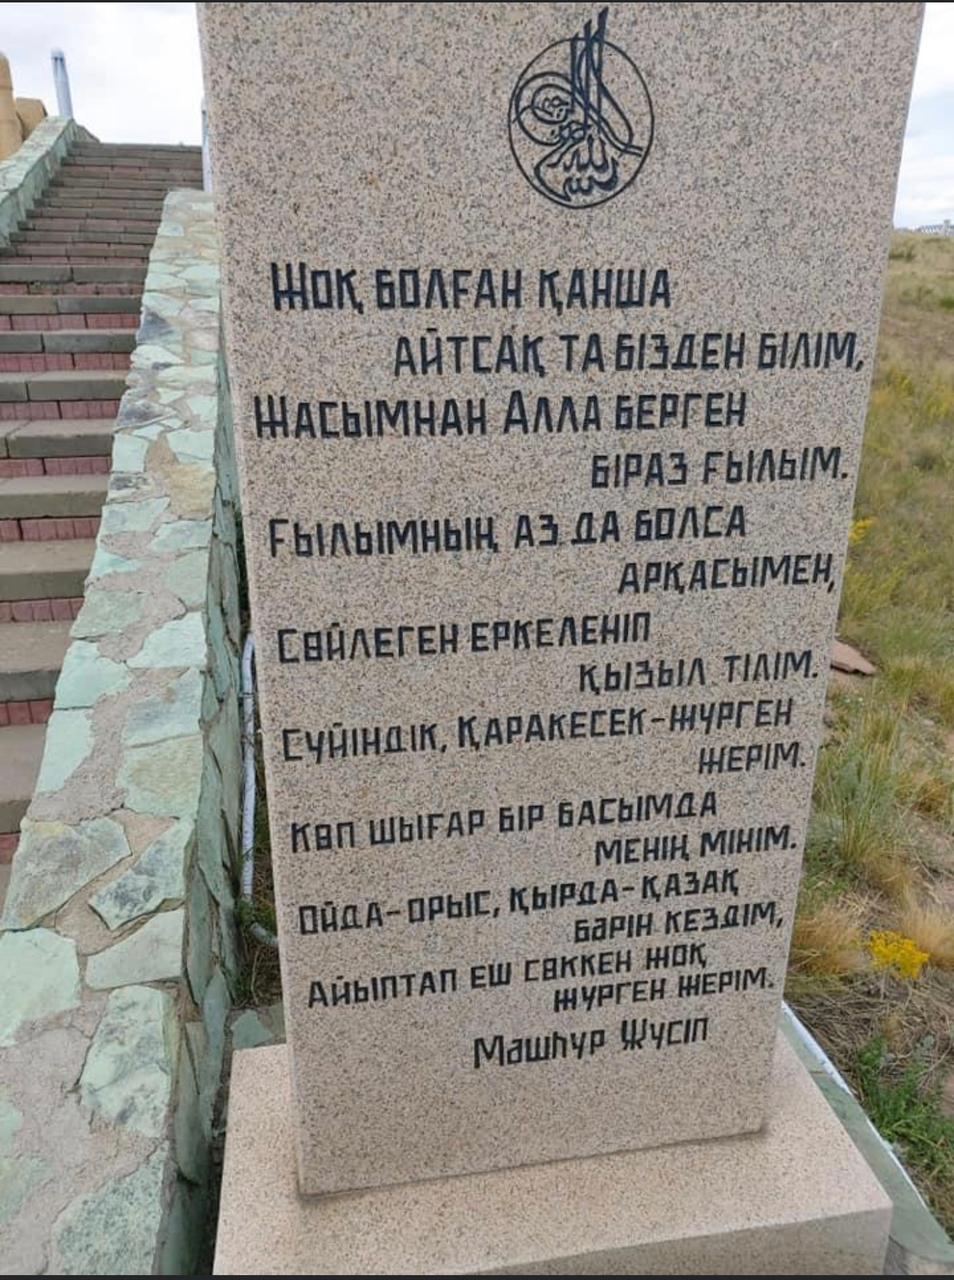 ЖОҚ БОЛҒАН ҚАНША
АЙТСАҚ ТА БІЗДЕН БІЛІМ,
ЖАСЫМНАН АЛЛА БЕРГЕН
БІРАЗ ҒЫЛЫМ.
ҒЫЛЫМНЫҢ АЗ ДА БОЛСА
АРҚАСЫМЕН,
СӨЙЛЕГЕН ЕРКЕЛЕНІП
ҚЫЗЫЛ ТІЛІМ.
СҮЙІНДІК, ҚАРАКЕСЕК-ЖҮРГЕН
ЖЕРІМ.
КӨП ШЫҒАР БІР БАСЫМДА
МЕНІҢ МІНІМ.
ОЙДА-ОРЫС, ҚЫРДА-ҚАЗАҚ
БӘРІН КЕЗДІМ,
АЙЫПТАП ЕШ СӨККЕН ЖОҚ
ЖҮРГЕН ЖЕРІМ.
Мәшһүр Жүсіп